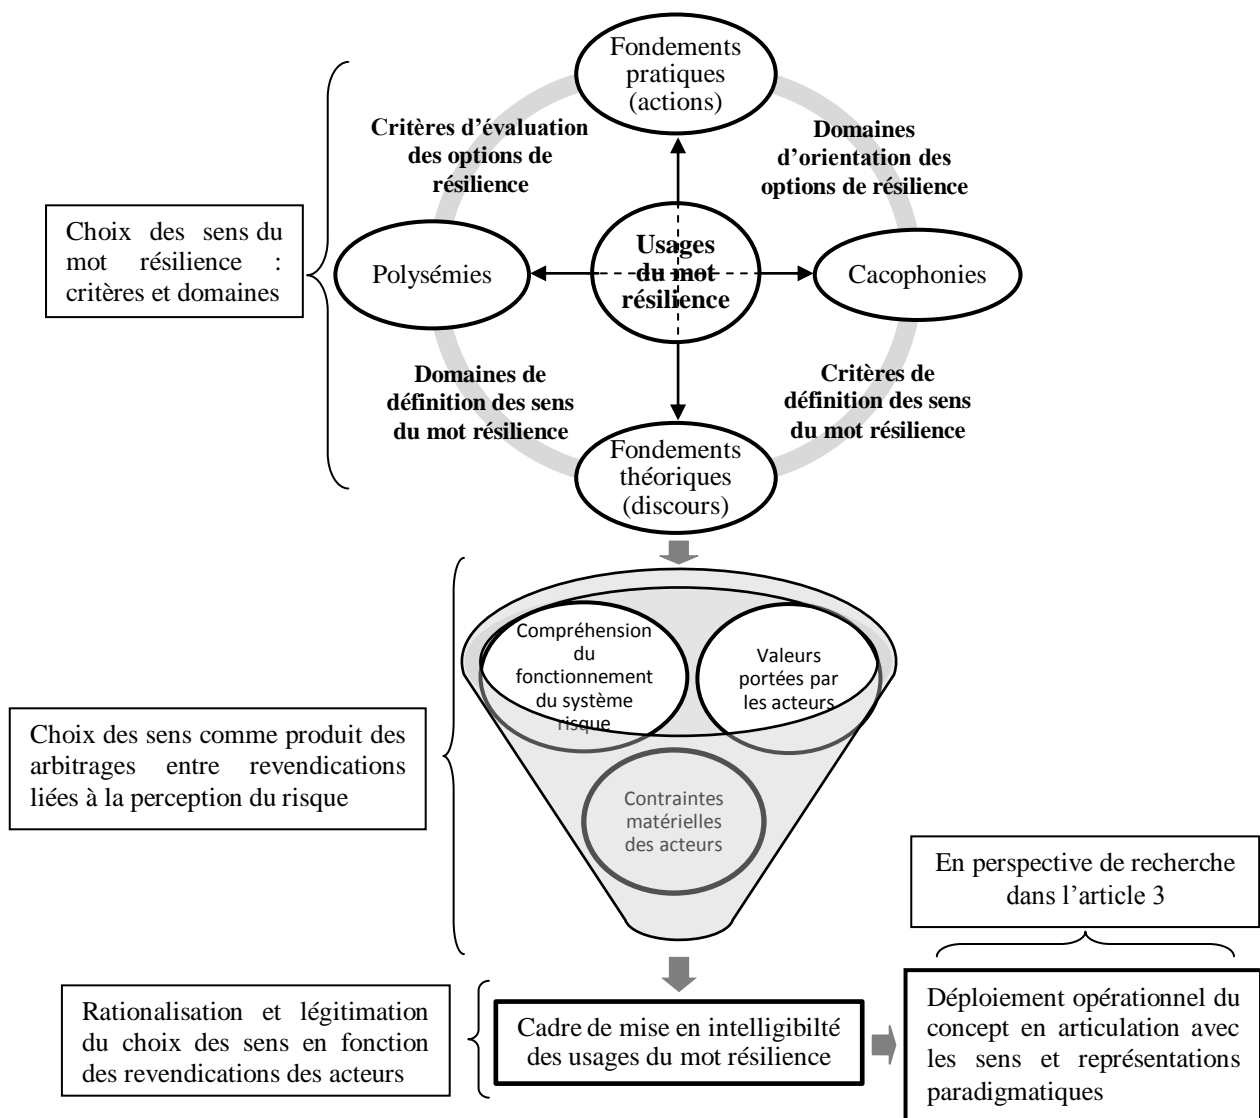 Fondements
pratiques
(actions)
Critères d'évaluation
des options de
résilience
Domaines
d'orientation des
options de résilience
Choix des sens du
mot résilience :
critères et domaines
Polysémies
Usages
du mot
résilience
Cacophonies
Domaines de
définition des sens
du mot résilience
Critères de
définition des sens
du mot résilience
Fondements
théoriques
(discours)
Compréhension
du
fonctionnement
du système
risque
Valeurs
portées par
les acteurs
Choix des sens comme produit des
arbitrages entre revendications
liées à la perception du risque
Contraintes
matérielles
des acteurs
En perspective de recherche
dans l'article 3
Rationalisation et légitimation
du choix des sens en fonction
des revendications des acteurs
Cadre de mise en intelligibilté
des usages du mot résilience
Déploiement opérationnel du
concept en articulation avec
les sens et représentations
paradigmatiques